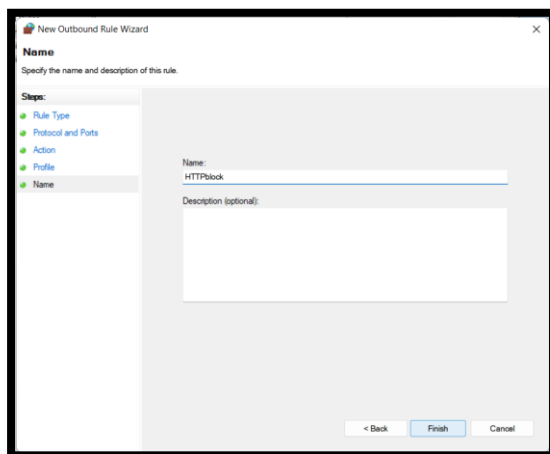 New Outbound Rule Wizard
Name
Specify the name and description of this rule.
Steps:
Rule Type
Protocol and Ports
Action
Profile
Name
Name:
HTTPblock
Description (optional):
< Back Finish Cancel